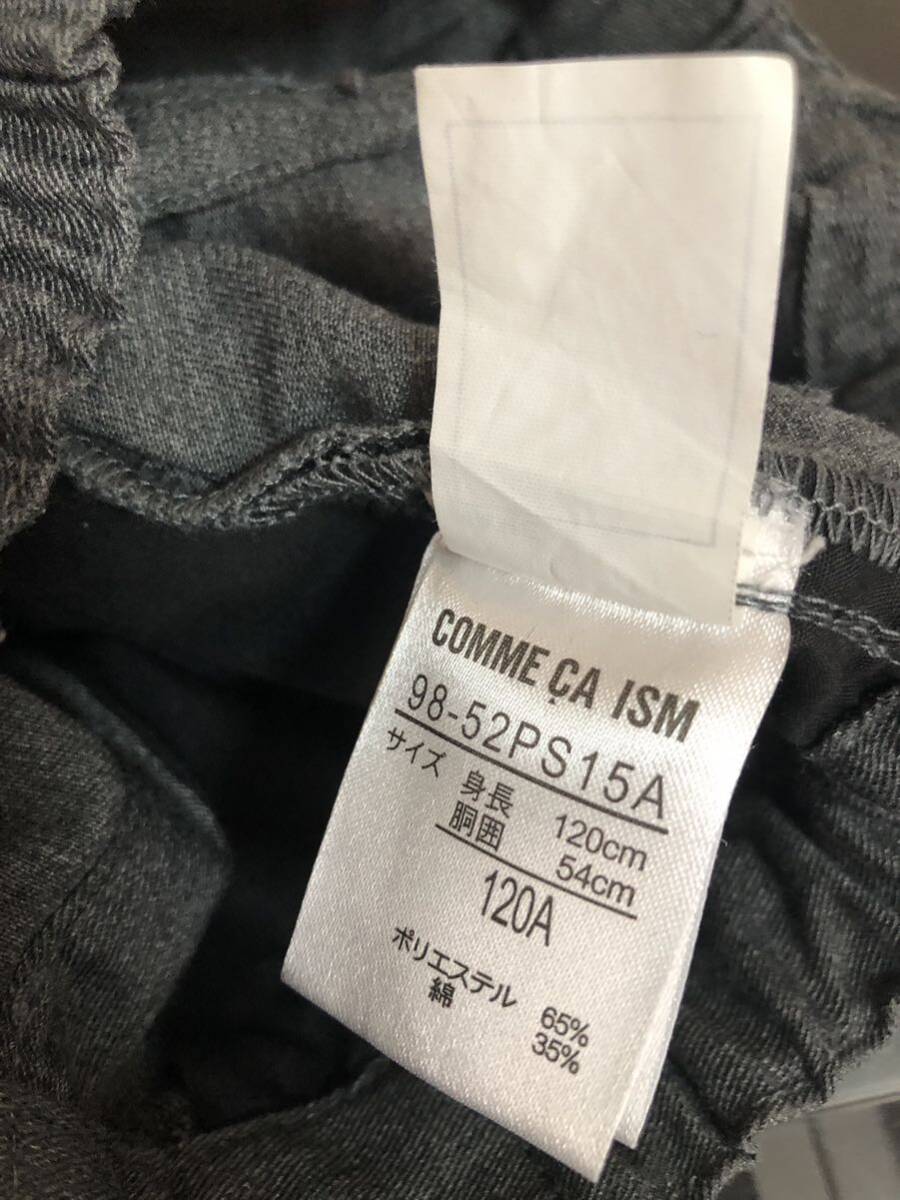 COMME ÇA ISM
98-52PS15A
サイズ 身長 120cm
胴囲 54cm
120A
ポリエステル 65%
綿 35%